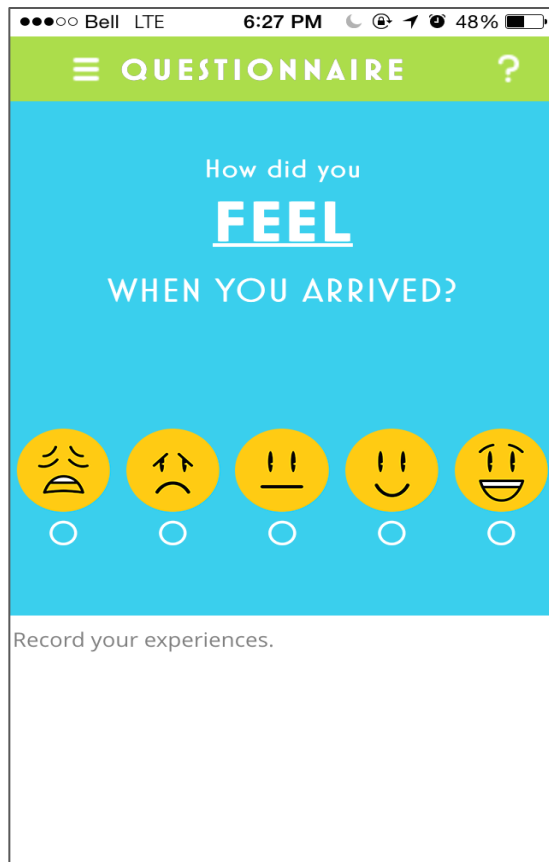 Bell LTE 6:27 PM 48%
QUESTIONNAIRE ?
How did you
FEEL
WHEN YOU ARRIVED?
Record your experiences.